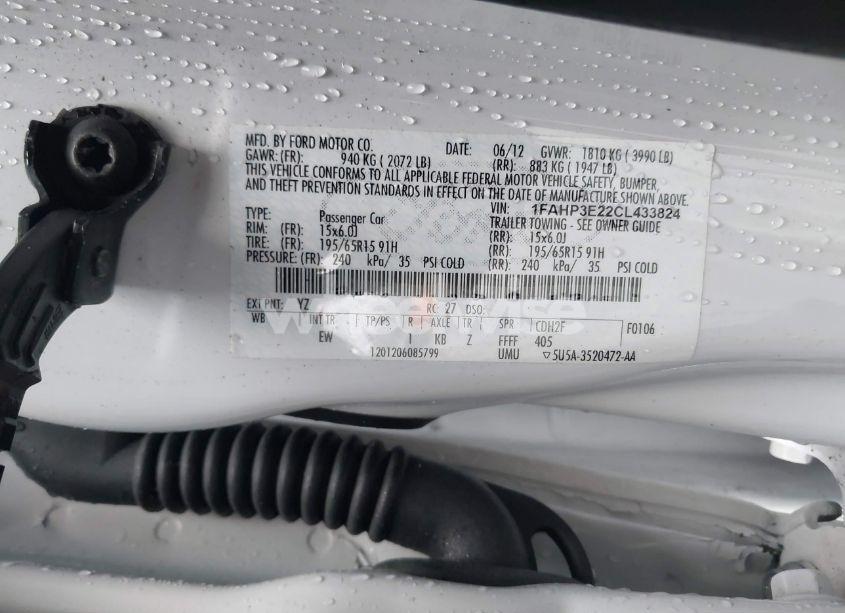 MFD. BY FORD MOTOR CO. DATE: 06/12 GVWR: 1810 KG ( 3990 LB)
GAWR: (FR): 940 KG ( 2072 LB) (RR): 883 KG ( 1947 LB)
THIS VEHICLE CONFORMS TO ALL APPLICABLE FEDERAL MOTOR VEHICLE SAFETY, BUMPER,
AND THEFT PREVENTION STANDARDS IN EFFECT ON THE DATE OF MANUFACTURE SHOWN ABOVE.
VIN: 1FAHP3E22CL433824
TYPE: Passenger Car TRAILER TOWING - SEE OWNER GUIDE
RIM: (FR): 15x6.0J (RR): 15x6.0J
TIRE: (FR): 195/65R15 91H (RR): 195/65R15 91H
PRESSURE: (FR): 240 kPa/ 35 PSI COLD (RR): 240 kPa/ 35 PSI COLD
EXT PNT: YZ RC: 27 DSO:
WB INT TR TP/PS R AXLE TR SPR CDH2F F0106
EW I KB Z FFFF 405
1201206085799 UMU ▽5U5A-3520472-AA